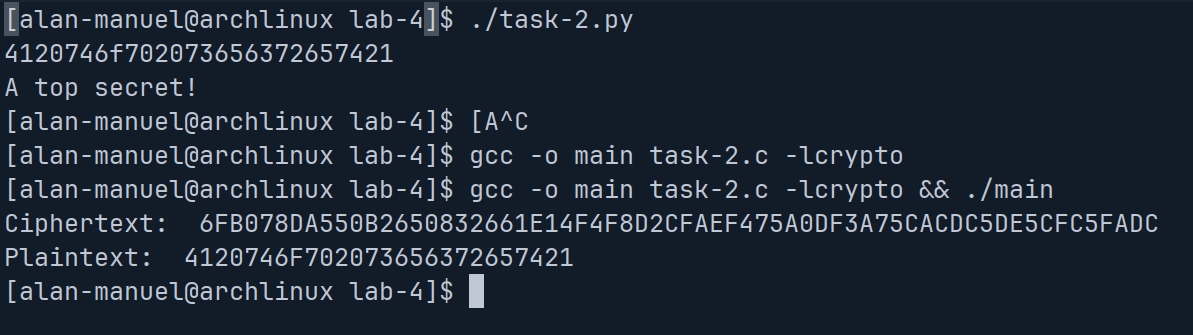 [alan-manuel@archlinux lab-4]$ ./task-2.py
4120746f702073656372657421
A top secret!
[alan-manuel@archlinux lab-4]$ [A^C
[alan-manuel@archlinux lab-4]$ gcc -o main task-2.c -lcrypto
[alan-manuel@archlinux lab-4]$ gcc -o main task-2.c -lcrypto && ./main
Ciphertext:  6FB078DA550B2650832661E14F4F8D2CFAEF475A0DF3A75CACDC5DE5CFC5FADC
Plaintext:  4120746F702073656372657421
[alan-manuel@archlinux lab-4]$